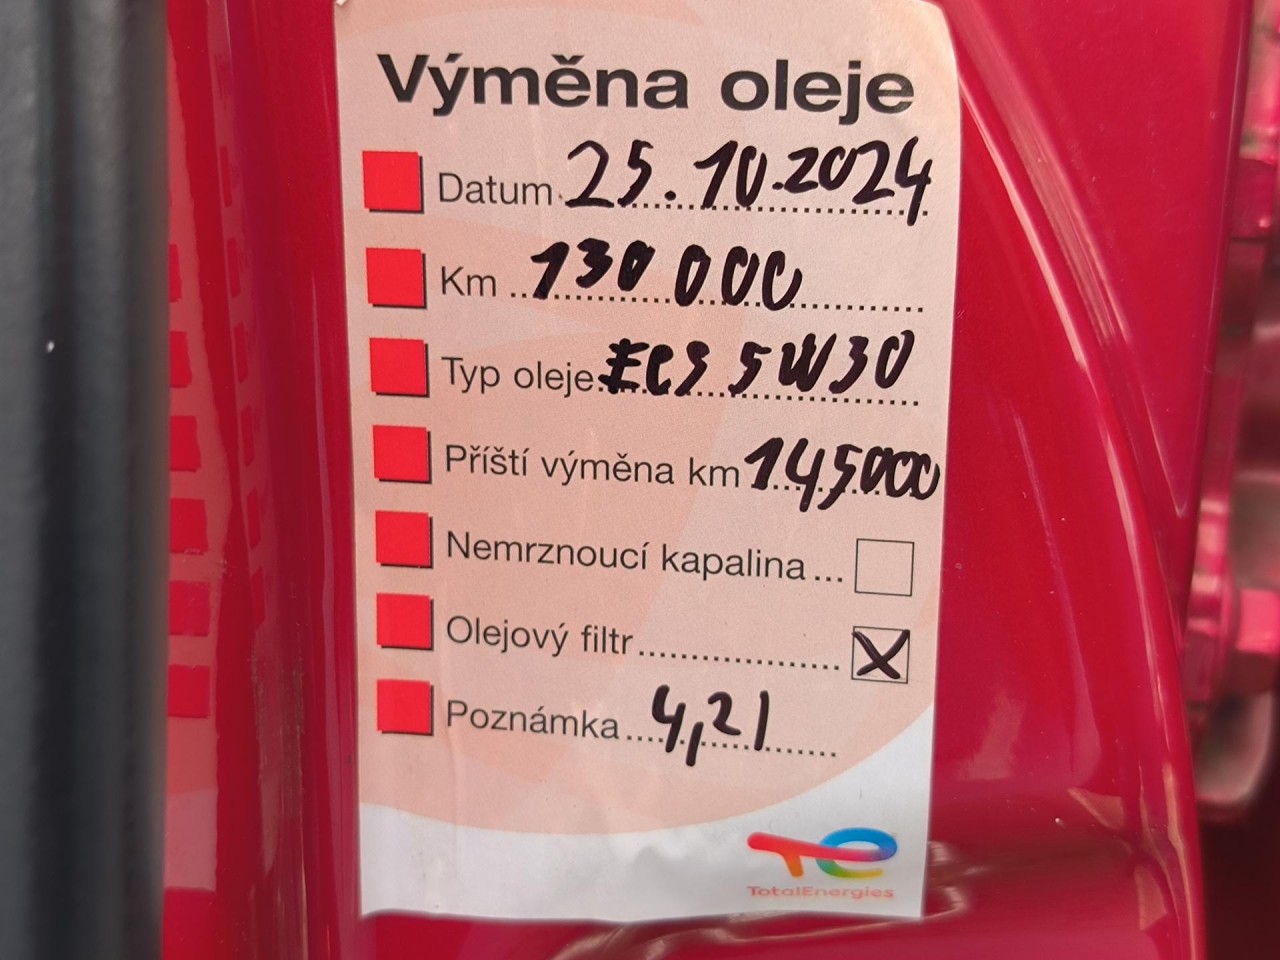 Výměna oleje
Datum 25.10.2024
Km 130 000
Typ oleje ECS 5W30
Příští výměna km 145000
Nemrznoucí kapalina...
Olejový filtr X
Poznámka 4,2l
TotalEnergies